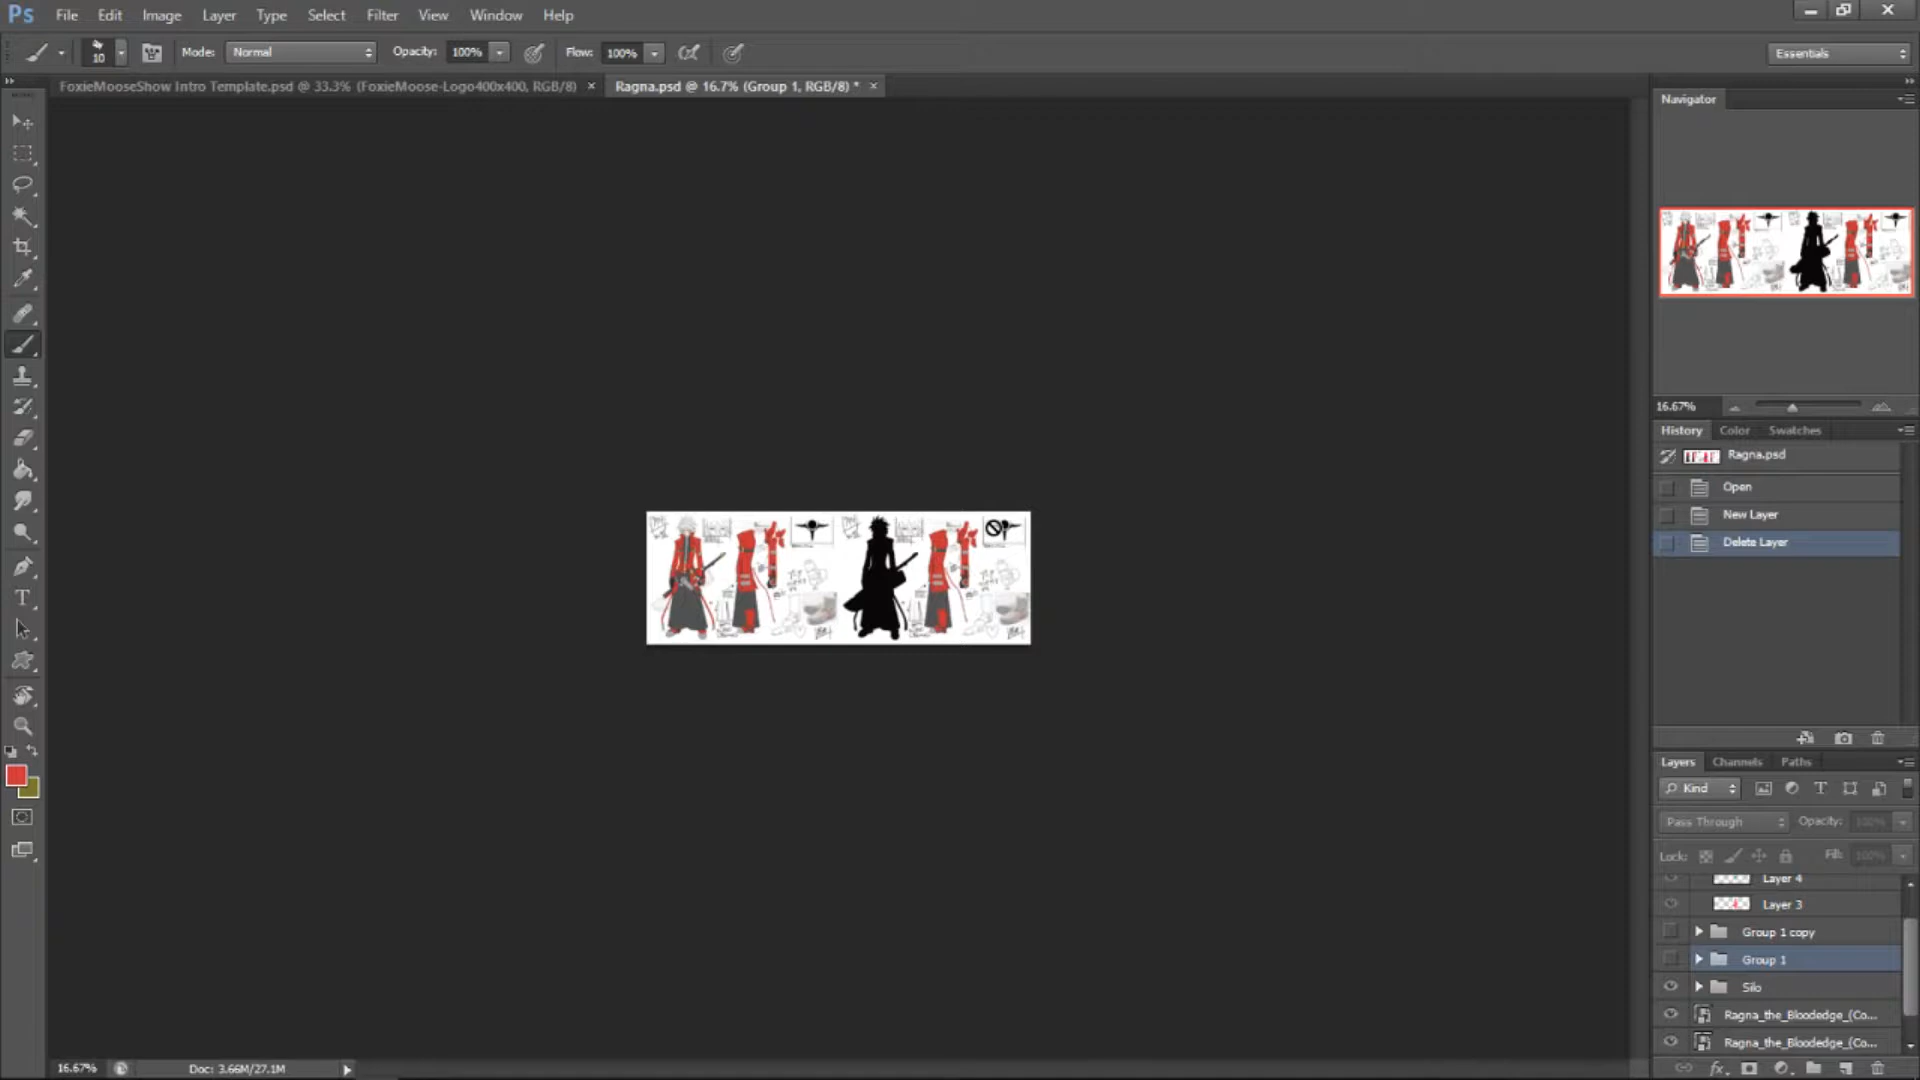 Ps File Edit Image Layer Type Select Filter View Window Help
10 Mode: Normal Opacity: 100% Flow: 100% Essentials
FoxieMooseShow Intro Template.psd @ 33.3% (FoxieMoose-Logo400x400, RGB/8) × Ragna.psd @ 16.7% (Group 1, RGB/8) * ×
Navigator
16.67%
History Color Swatches
Ragna.psd
Open
New Layer
Delete Layer
Layers Channels Paths
Kind
Pass Through Opacity: 100%
Lock: Fill: 100%
Layer 4
Layer 3
Group 1 copy
Group 1
Silo
Ragna_the_Bloodedge_(Co...
Ragna_the_Bloodedge_(Co...
16.67% Doc: 3.66M/27.1M